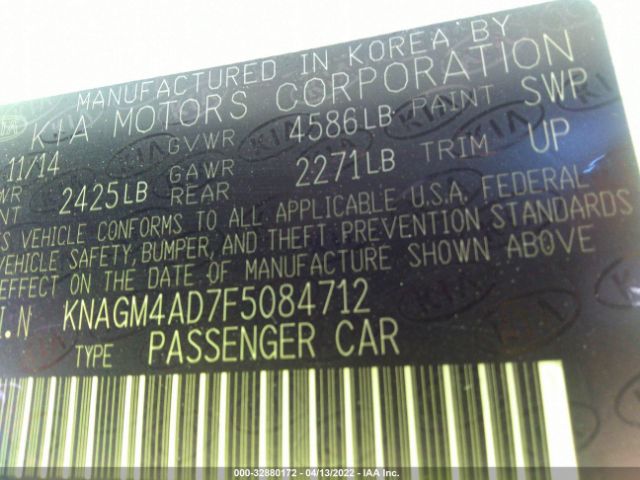 MANUFACTURED IN KOREA BY
KIA MOTORS CORPORATION
11/14 GVWR 4586LB PAINT SWP
WR 2425LB GAWR REAR 2271LB TRIM UP
NT
S VEHICLE CONFORMS TO ALL APPLICABLE U.S.A. FEDERAL
VEHICLE SAFETY, BUMPER, AND THEFT PREVENTION STANDARDS
EFFECT ON THE DATE OF MANUFACTURE SHOWN ABOVE
I.N KNAGM4AD7F5084712
TYPE PASSENGER CAR
000-32880172 - 04/13/2022 - IAA Inc.